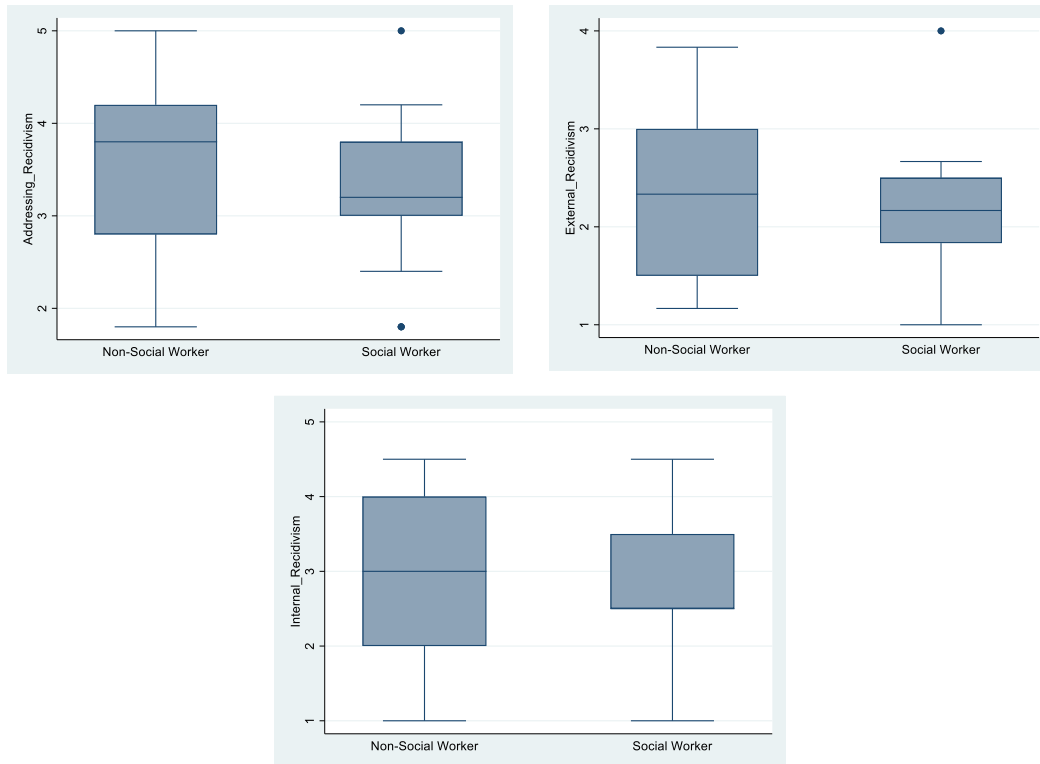 Addressing_Recidivism
5
4
3
2
Non-Social Worker
Social Worker
External_Recidivism
4
3
2
1
Non-Social Worker
Social Worker
Internal_Recidivism
5
4
3
2
1
Non-Social Worker
Social Worker